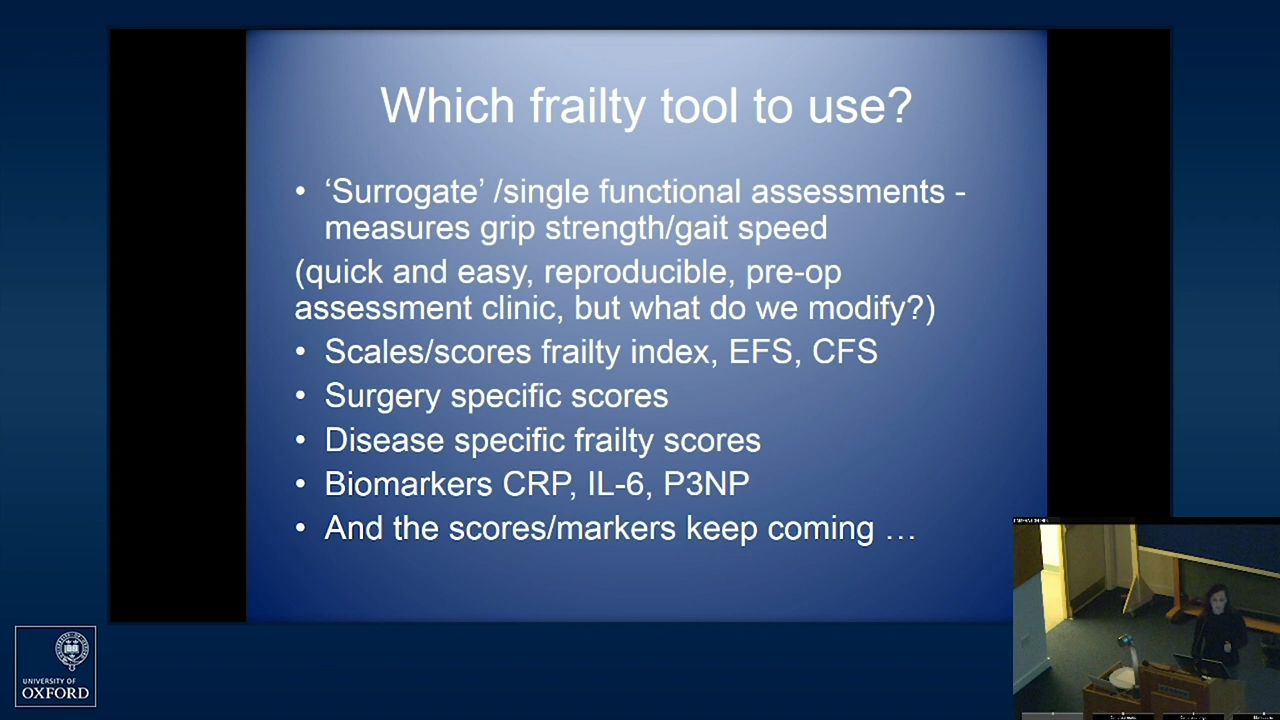 Which frailty tool to use?
• ‘Surrogate’ /single functional assessments -
measures grip strength/gait speed
(quick and easy, reproducible, pre-op
assessment clinic, but what do we modify?)
• Scales/scores frailty index, EFS, CFS
• Surgery specific scores
• Disease specific frailty scores
• Biomarkers CRP, IL-6, P3NP
• And the scores/markers keep coming …
UNIVERSITY OF
OXFORD